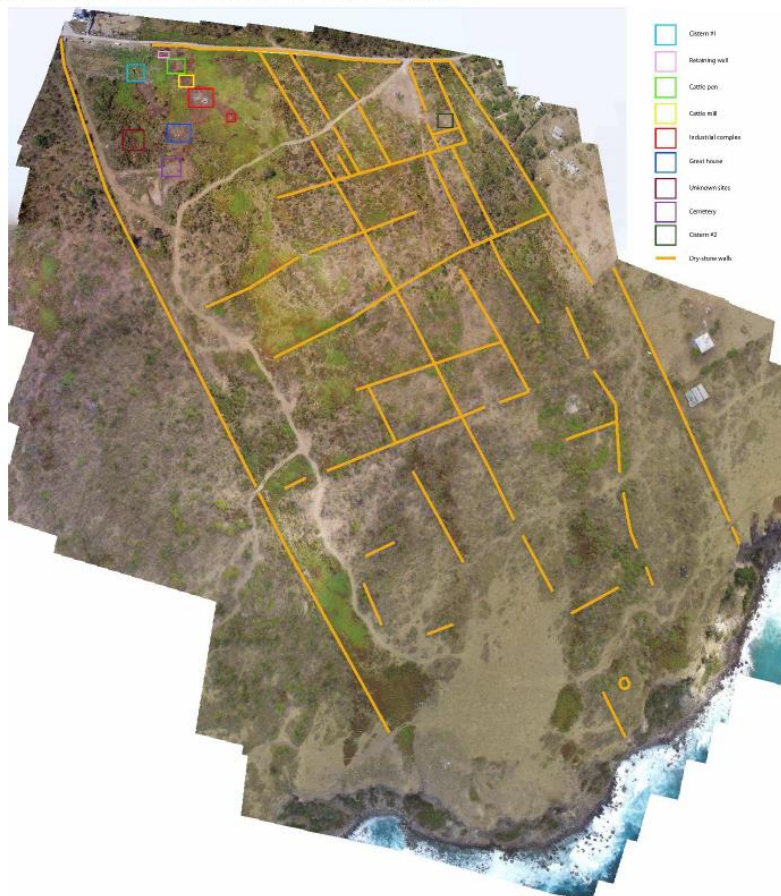 Cistern #1
Retaining wall
Cattle pen
Cattle mill
Industrial complex
Great house
Unknown sites
Cemetery
Cistern #2
Dry-stone walls